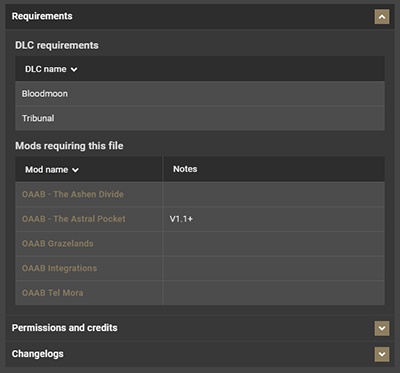 Requirements
DLC requirements
DLC name
Bloodmoon
Tribunal
Mods requiring this file
Mod name Notes
OAAB - The Ashen Divide
OAAB - The Astral Pocket V1.1+
OAAB Grazelands
OAAB Integrations
OAAB Tel Mora
Permissions and credits
Changelogs